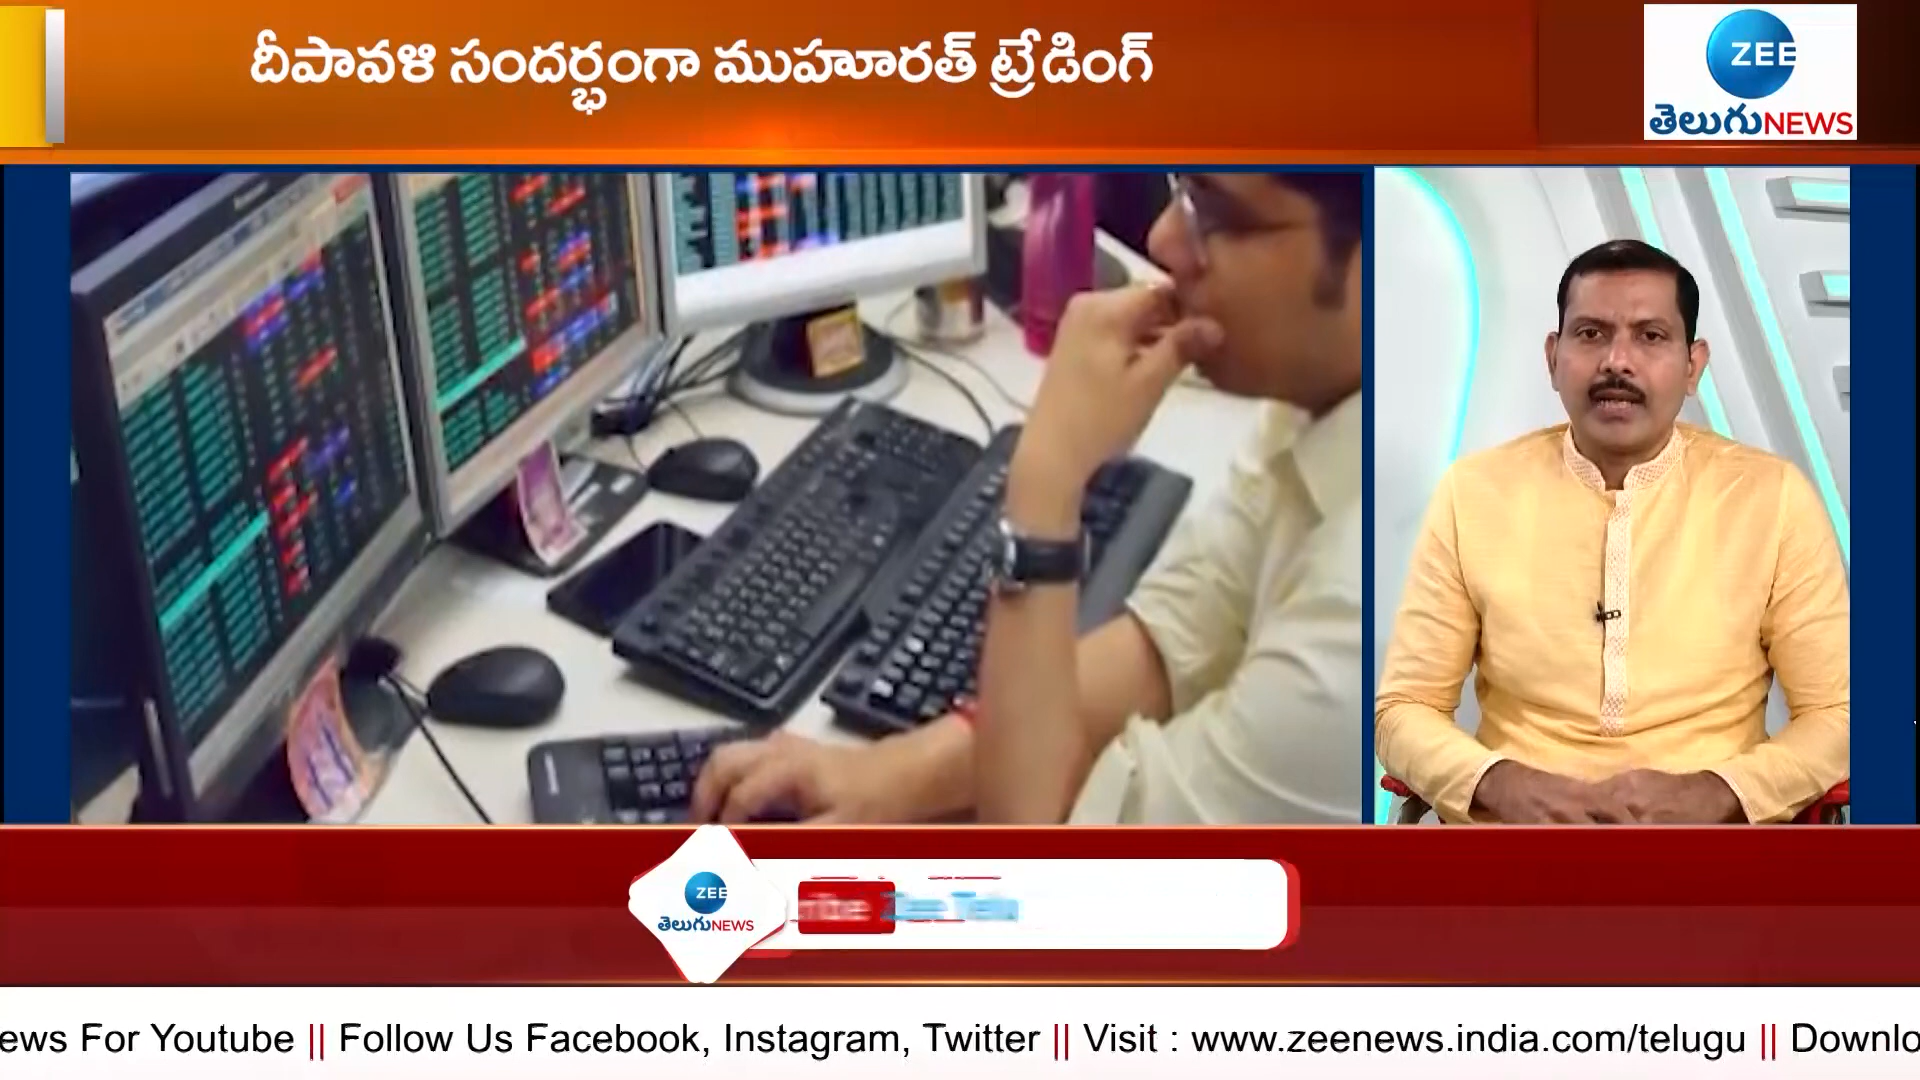 దీపావళి సందర్భంగా ముహూరత్ ట్రేడింగ్
ZEE
తెలుగుNEWS
ZEE
తెలుగుNEWS
ews For Youtube || Follow Us Facebook, Instagram, Twitter || Visit : www.zeenews.india.com/telugu || Downlo